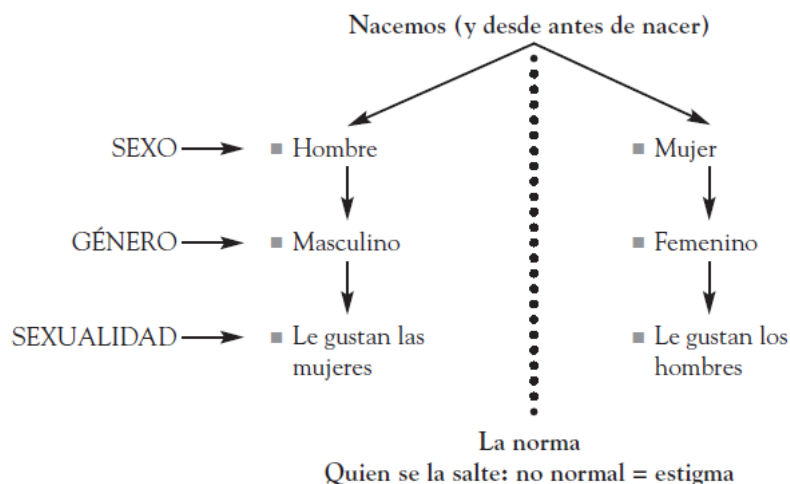 Nacemos (y desde antes de nacer)
SEXO ■ Hombre ■ Mujer
GÉNERO ■ Masculino ■ Femenino
SEXUALIDAD ■ Le gustan las ■ Le gustan los
mujeres hombres
La norma
Quien se la salte: no normal = estigma